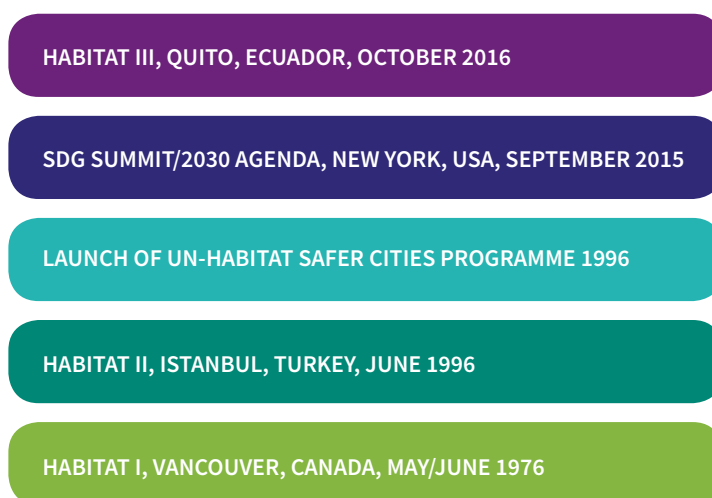 HABITAT III, QUITO, ECUADOR, OCTOBER 2016
SDG SUMMIT/2030 AGENDA, NEW YORK, USA, SEPTEMBER 2015
LAUNCH OF UN-HABITAT SAFER CITIES PROGRAMME 1996
HABITAT II, ISTANBUL, TURKEY, JUNE 1996
HABITAT I, VANCOUVER, CANADA, MAY/JUNE 1976